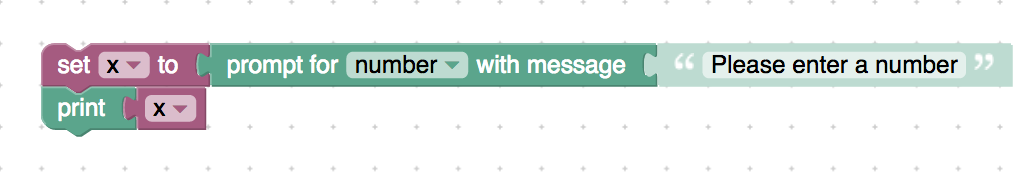 set x to prompt for number with message “ Please enter a number ”
print x